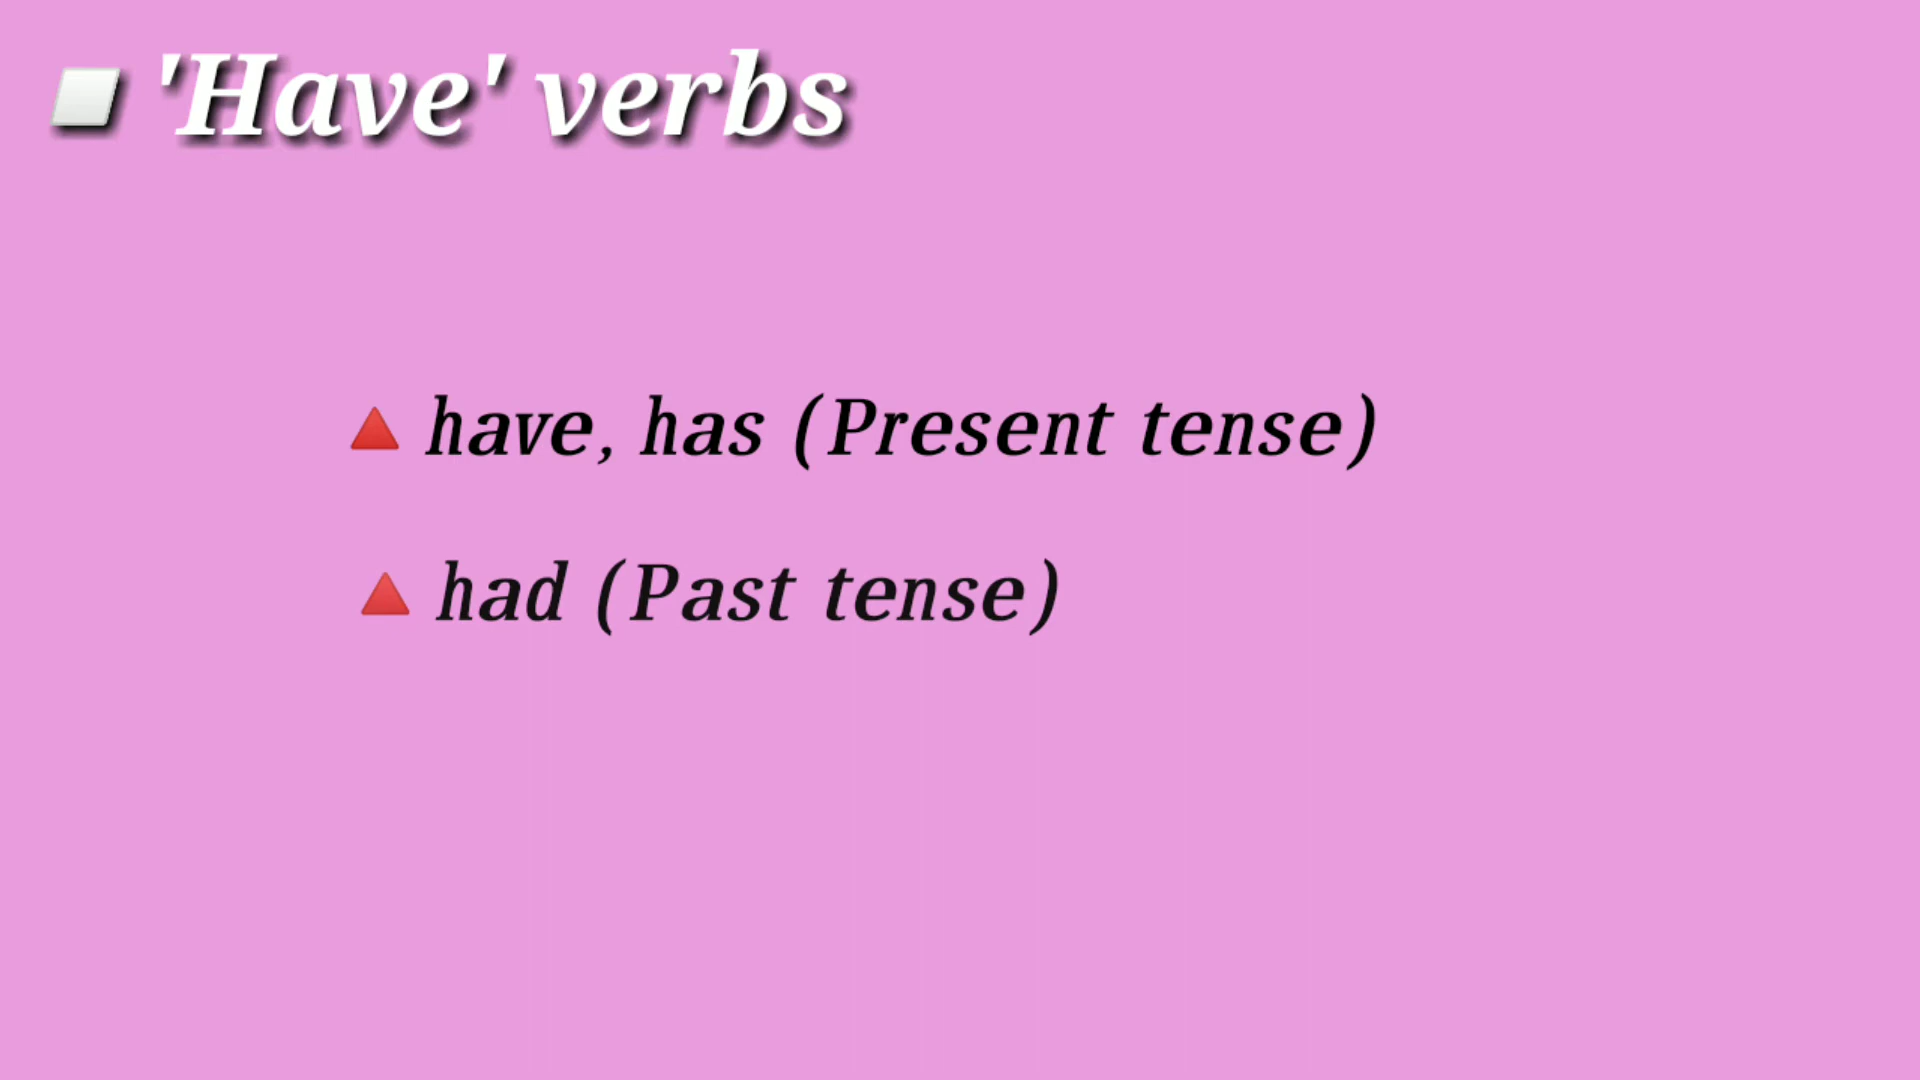 ◻️ 'Have' verbs
🔺 have, has (Present tense)
🔺 had (Past tense)